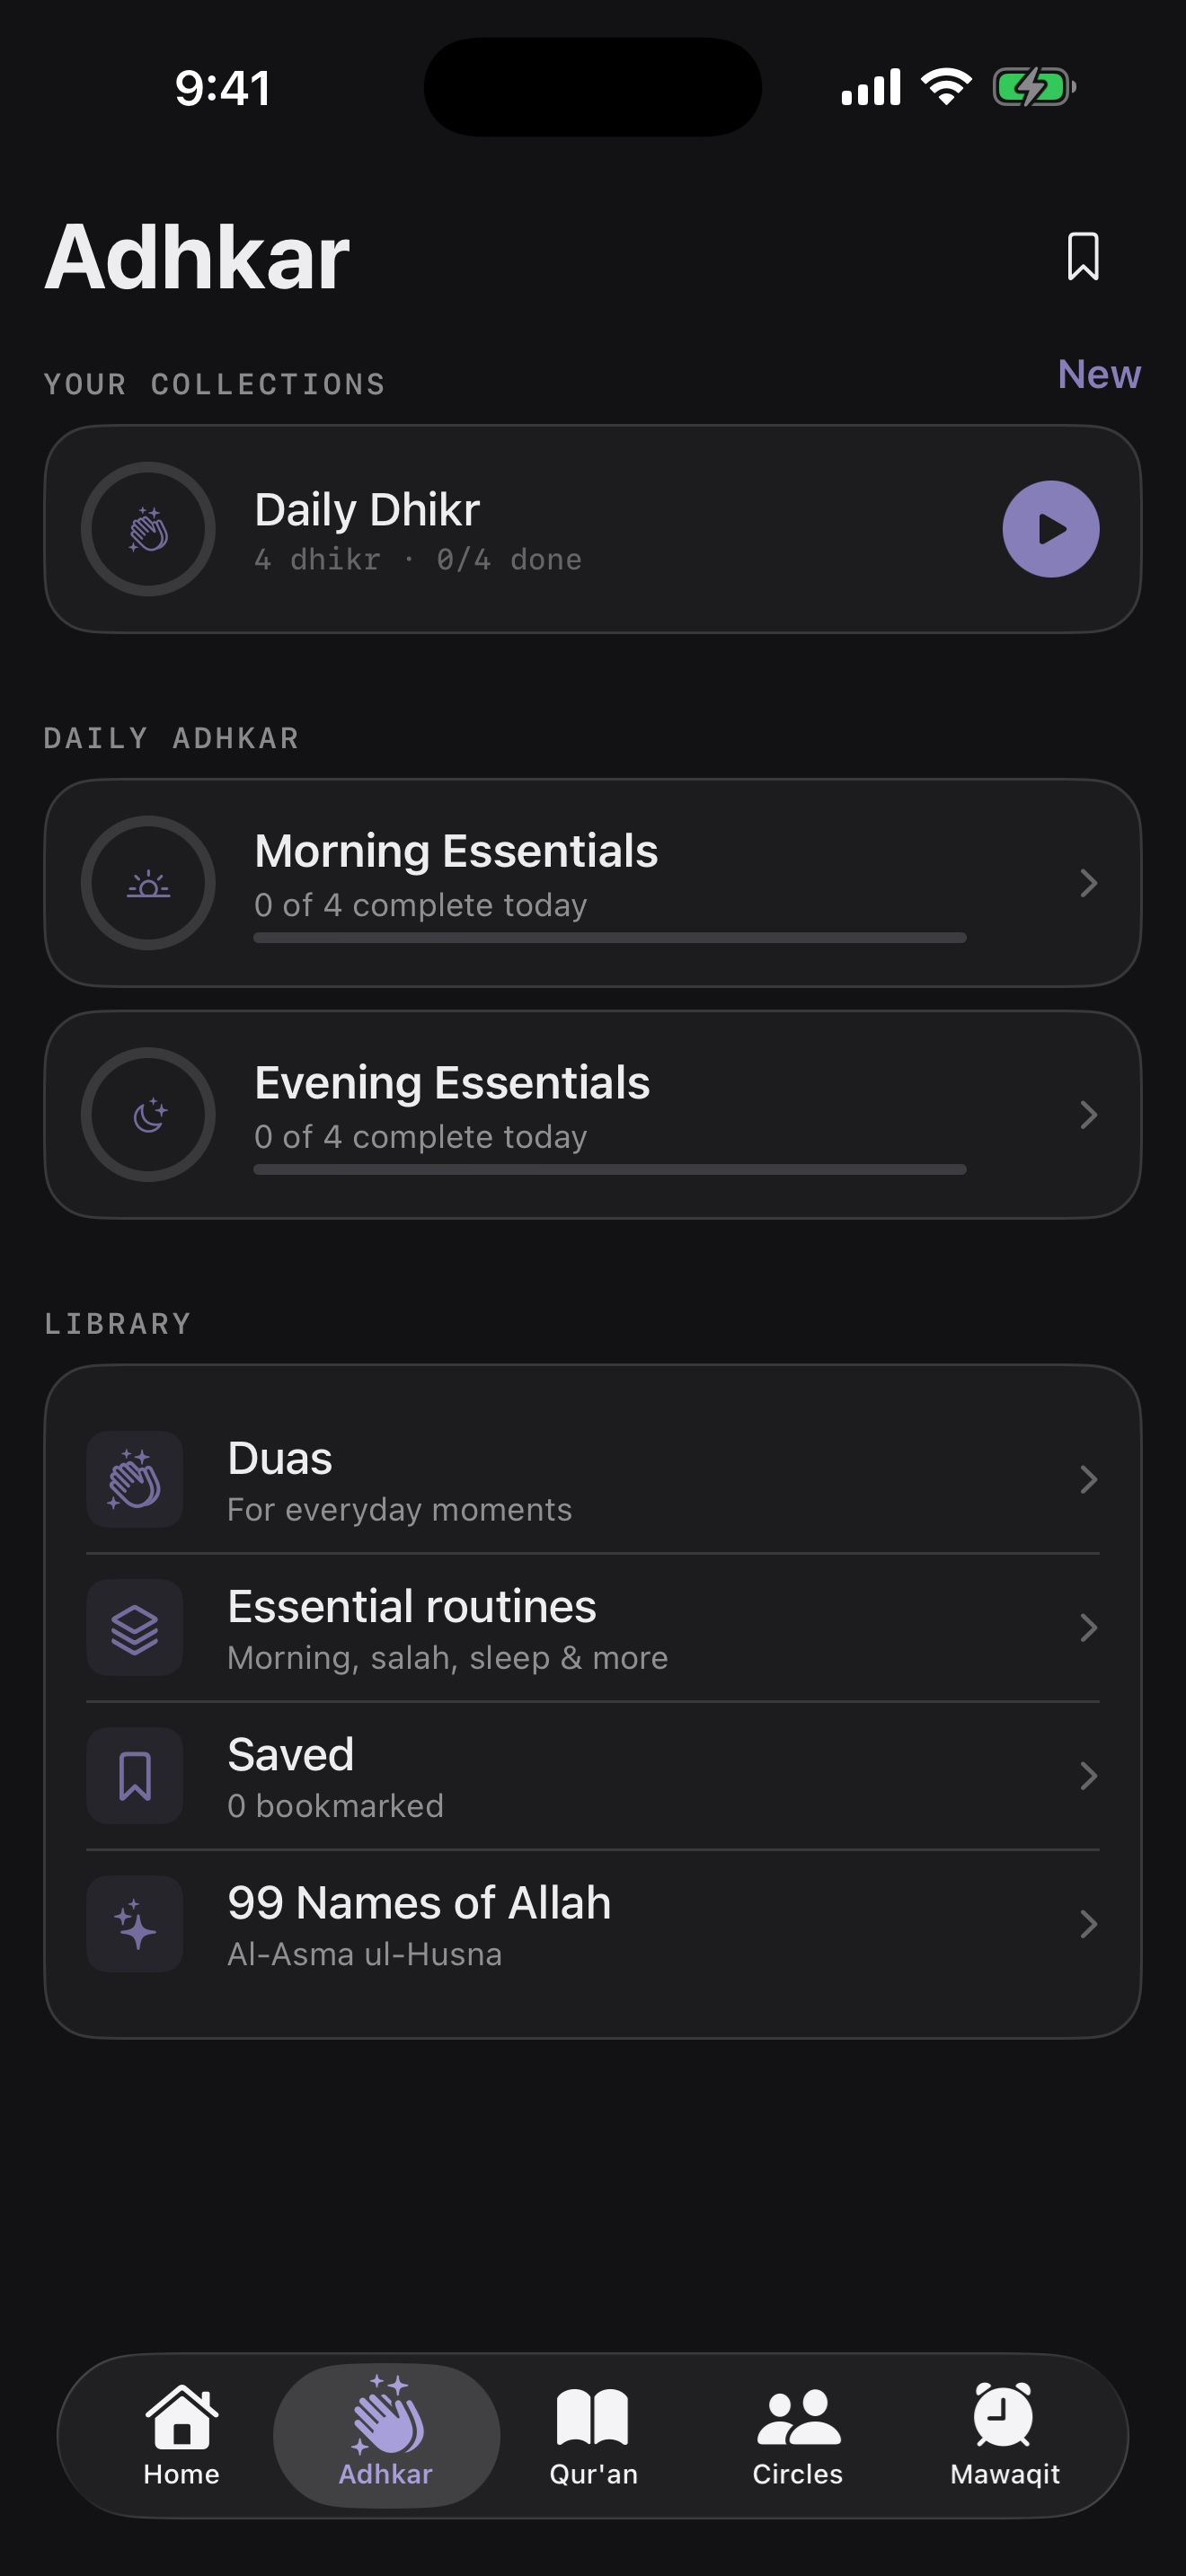 9:41
Adhkar
YOUR COLLECTIONS
New
Daily Dhikr
4 dhikr · 0/4 done
DAILY ADHKAR
Morning Essentials
0 of 4 complete today
Evening Essentials
0 of 4 complete today
LIBRARY
Duas
For everyday moments
Essential routines
Morning, salah, sleep & more
Saved
0 bookmarked
99 Names of Allah
Al-Asma ul-Husna
Home
Adhkar
Qur'an
Circles
Mawaqit